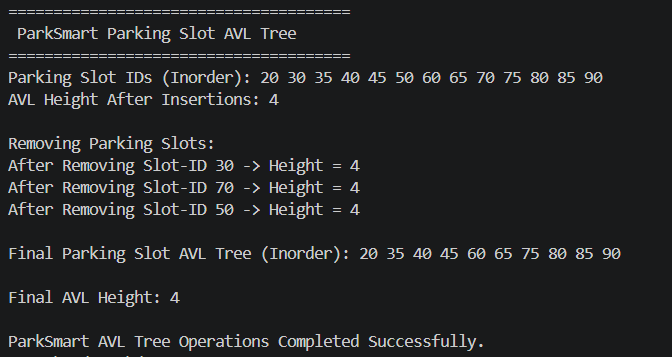 ======================================
ParkSmart Parking Slot AVL Tree
======================================
Parking Slot IDs (Inorder): 20 30 35 40 45 50 60 65 70 75 80 85 90
AVL Height After Insertions: 4
Removing Parking Slots:
After Removing Slot-ID 30 -> Height = 4
After Removing Slot-ID 70 -> Height = 4
After Removing Slot-ID 50 -> Height = 4
Final Parking Slot AVL Tree (Inorder): 20 35 40 45 60 65 75 80 85 90
Final AVL Height: 4
ParkSmart AVL Tree Operations Completed Successfully.